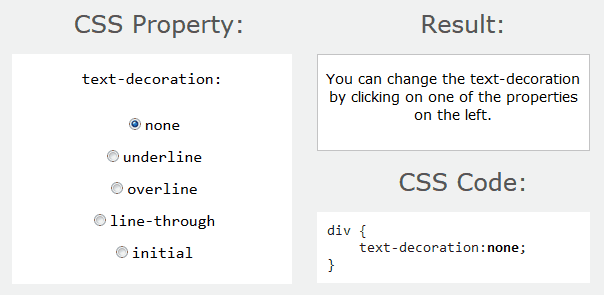 CSS Property:
text-decoration:
none
underline
overline
line-through
initial
Result:
You can change the text-decoration
by clicking on one of the properties
on the left.
CSS Code:
div {
    text-decoration:none;
}